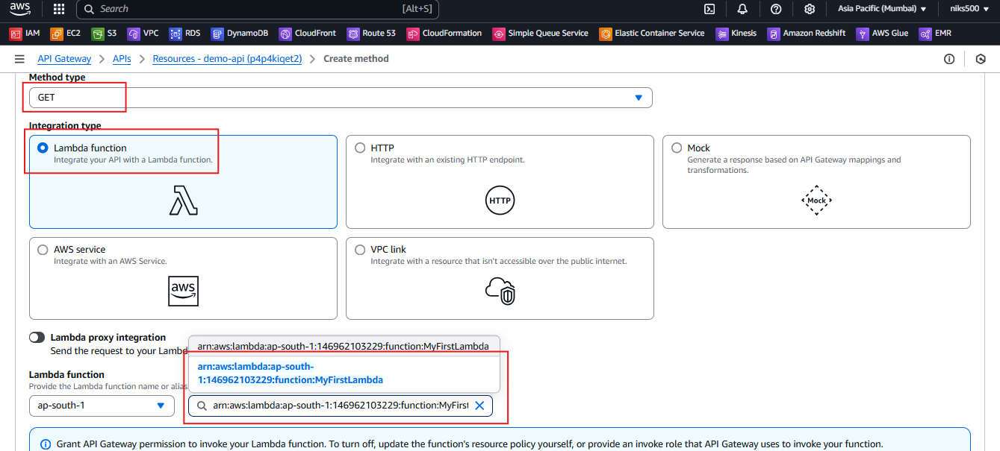 aws Search [Alt+S] Asia Pacific (Mumbai) niks500
IAM EC2 S3 VPC RDS DynamoDB CloudFront Route 53 CloudFormation Simple Queue Service Elastic Container Service Kinesis Amazon Redshift AWS Glue EMR
API Gateway > APIs > Resources - demo-api (p4p4kiqet2) > Create method
Method type
GET
Integration type
Lambda function
Integrate your API with a Lambda function.
HTTP
Integrate with an existing HTTP endpoint.
HTTP
Mock
Generate a response based on API Gateway mappings and
transformations.
Mock
AWS service
Integrate with an AWS Service.
aws
VPC link
Integrate with a resource that isn't accessible over the public internet.
Lambda proxy integration
Send the request to your Lambd
arn:aws:lambda:ap-south-1:146962103229:function:MyFirstLambda
arn:aws:lambda:ap-south-
1:146962103229:function:MyFirstLambda
Lambda function
Provide the Lambda function name or alias
ap-south-1
arn:aws:lambda:ap-south-1:146962103229:function:MyFirst
Grant API Gateway permission to invoke your Lambda function. To turn off, update the function's resource policy yourself, or provide an invoke role that API Gateway uses to invoke your function.